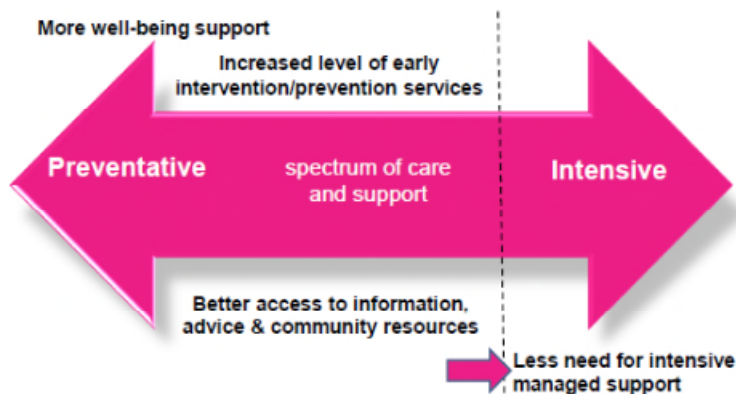 More well-being support
Increased level of early
intervention/prevention services
Preventative
spectrum of care
and support
Intensive
Better access to information,
advice & community resources
Less need for intensive
managed support